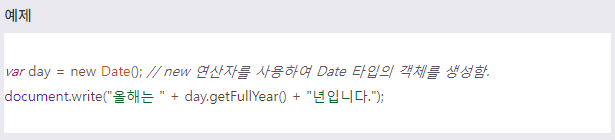 예제
var day = new Date(); // new 연산자를 사용하여 Date 타입의 객체를 생성함.
document.write("올해는 " + day.getFullYear() + "년입니다.");